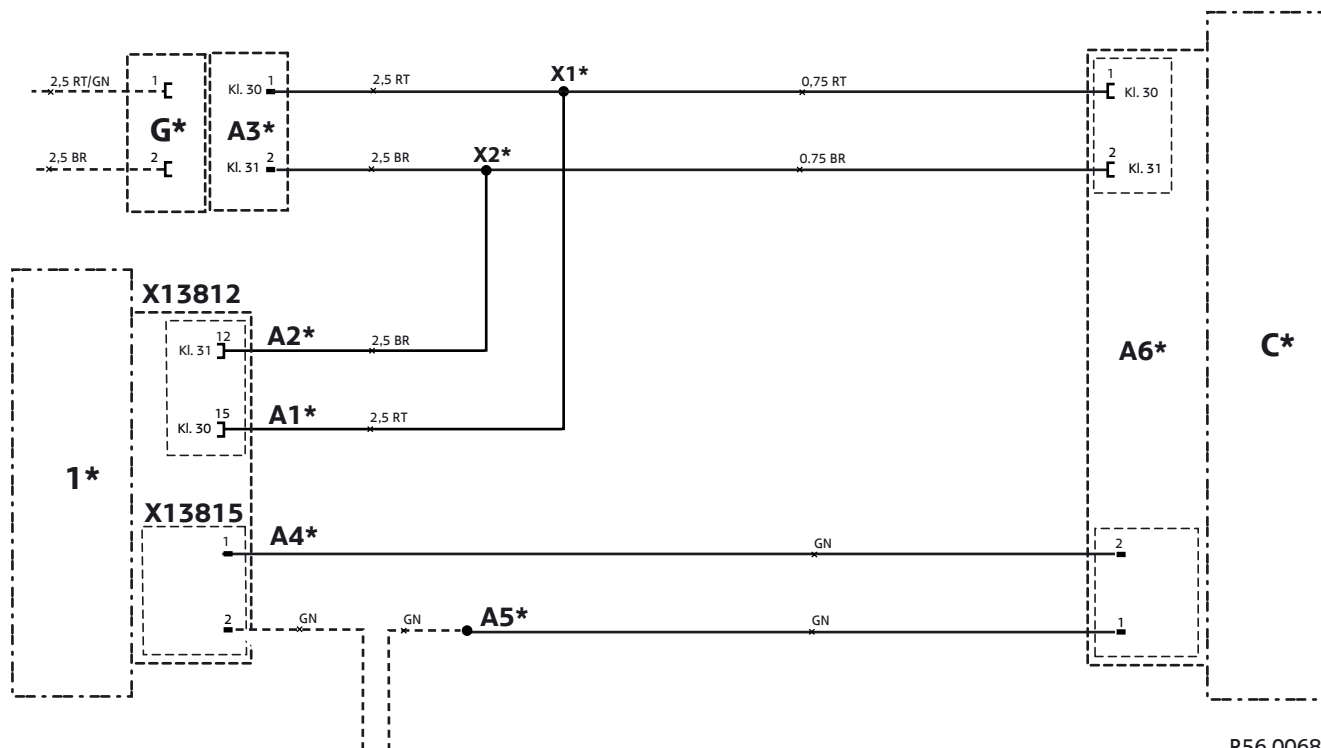 2,5 RT/GN 1 Kl. 30 1 2,5 RT X1* 0,75 RT 1 Kl. 30
G* A3*
2,5 BR 2 Kl. 31 2 2,5 BR X2* 0.75 BR 2 Kl. 31
X13812
12 A2* 2,5 BR
Kl. 31
A6* C*
15 A1* 2,5 RT
Kl. 30
1*
X13815
1 A4* GN 2
2 GN GN A5* GN 1